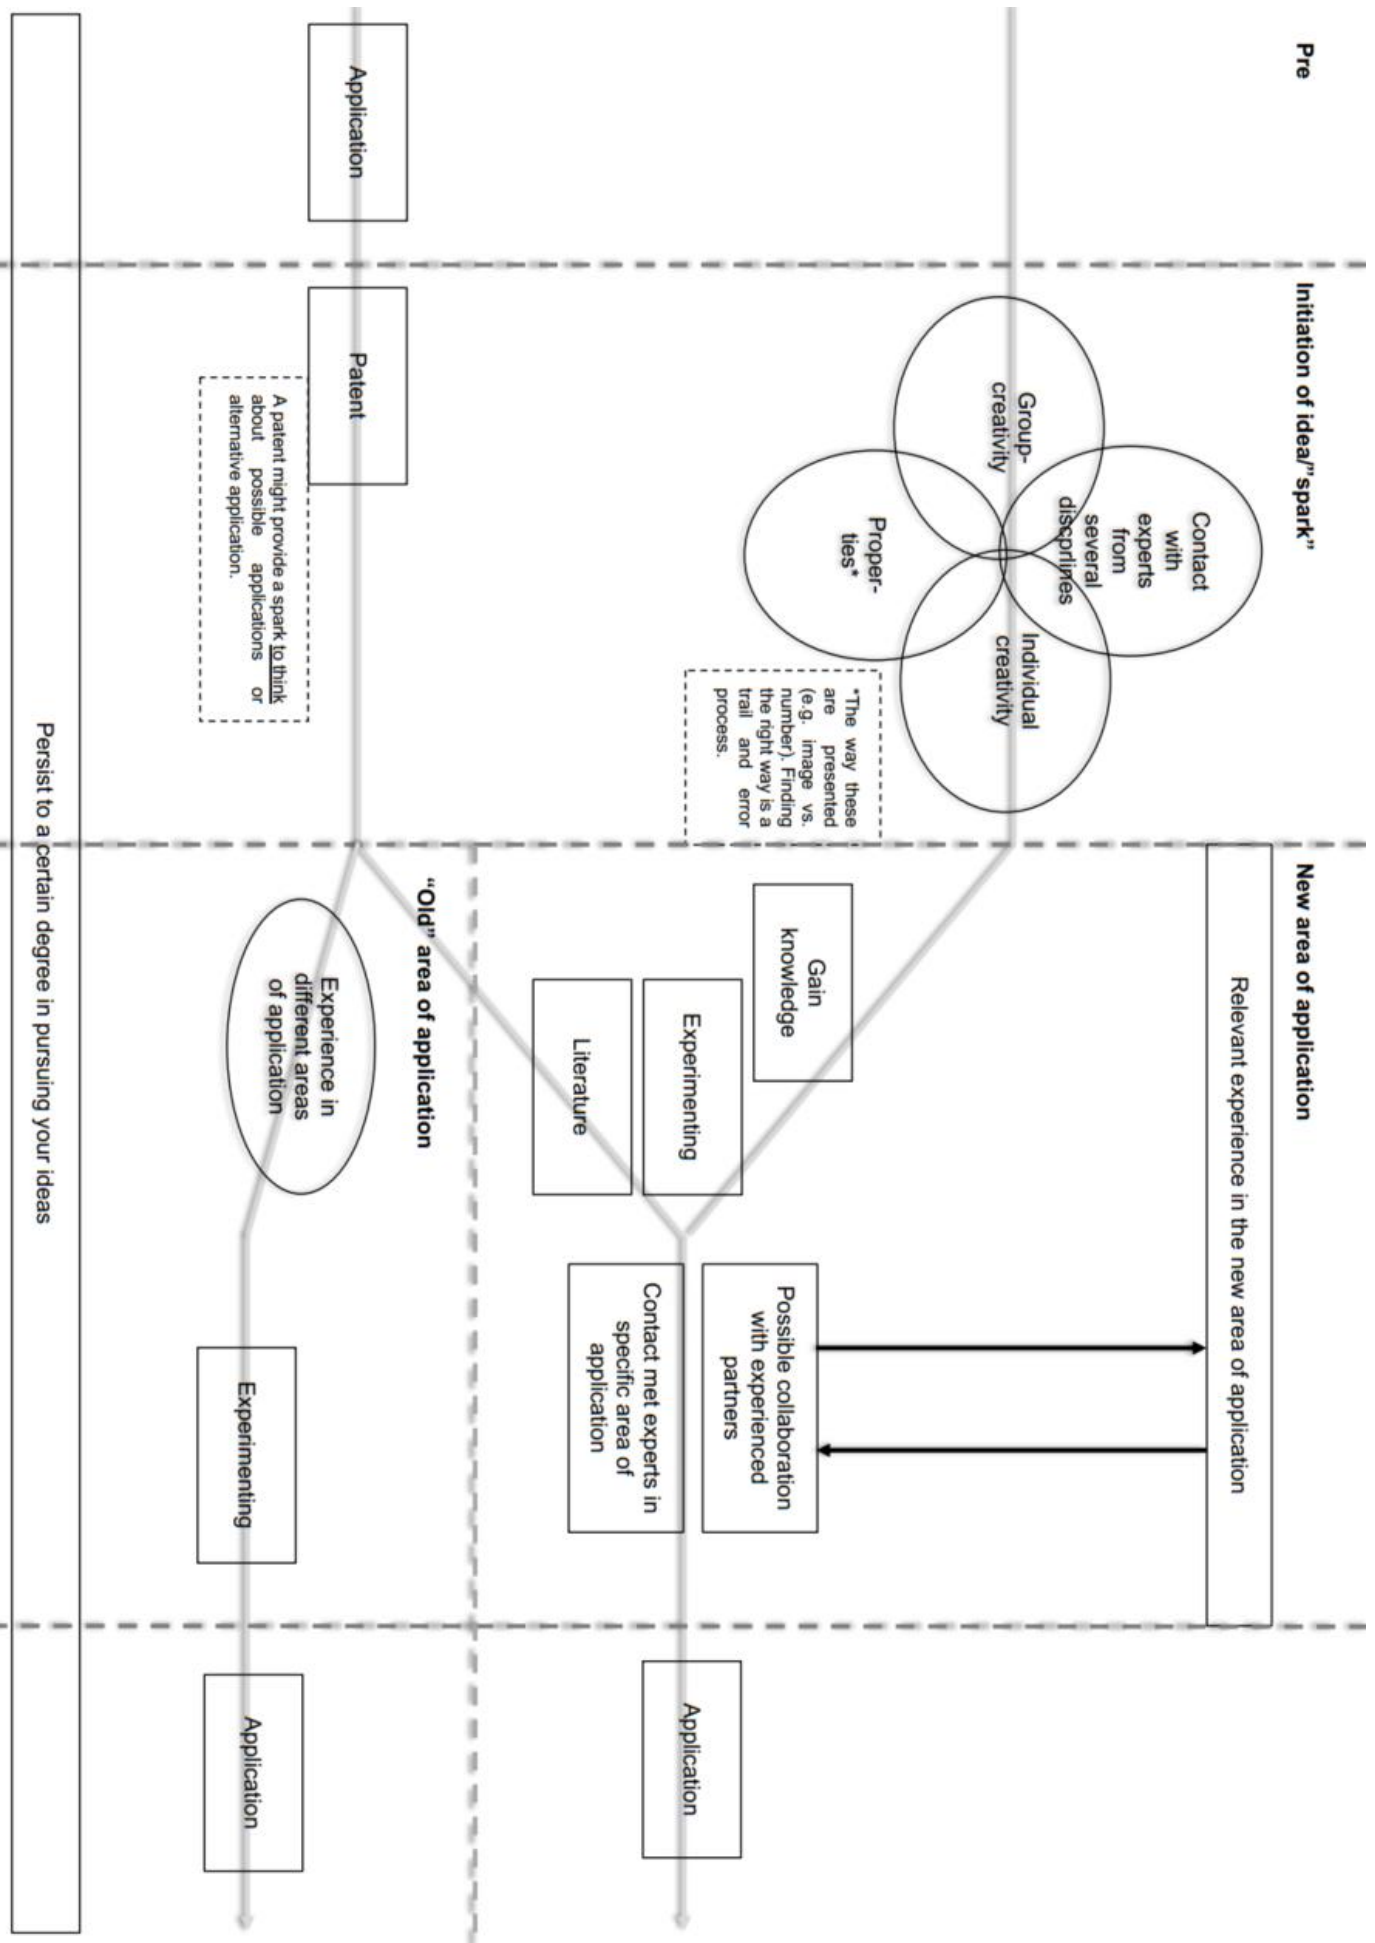 Pre
Initiation of idea/"spark"
New area of application
Relevant experience in the new area of application
Contact
with
experts
from
several
discprlines
Group-
creativity
Individual
creativity
Proper-
ties*
*The way these
are presented
(e.g. image vs.
number). Finding
the right way is a
trail and error
process.
Gain
knowledge
Experimenting
Literature
Possible collaboration
with experienced
partners
Contact met experts in
specific area of
application
Application
"Old" area of application
Application
Patent
A patent might provide a spark to think
about possible applications or
alternative application.
Experience in
different areas
of application
Experimenting
Application
Persist to a certain degree in pursuing your ideas